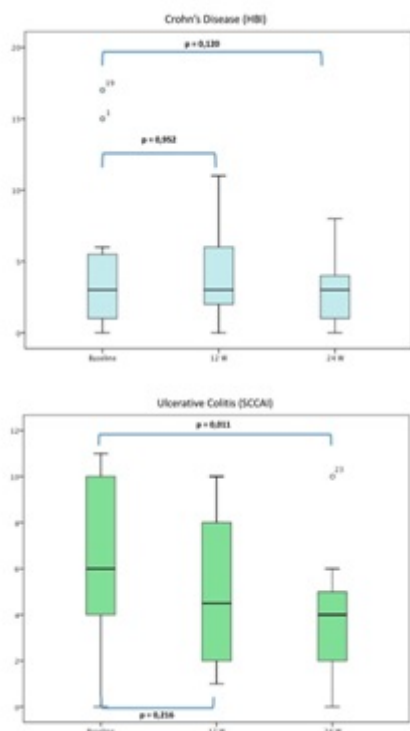 Crohn's Disease (HBI)
20
p = 0,120
19
1
15
p = 0,952
10
5
0
Baseline
12 W
24 W
Ulcerative Colitis (SCCAI)
12
p = 0,011
10
23
8
6
4
2
0
p = 0,216